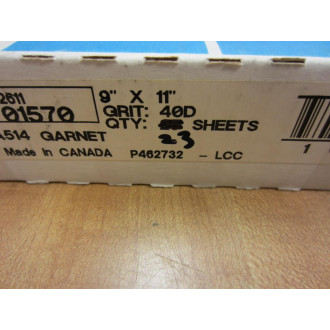 2611
01570
9" X 11"
GRIT: 40D
QTY: SHEETS
23
A514 GARNET
Made in CANADA P462732 - LCC
1